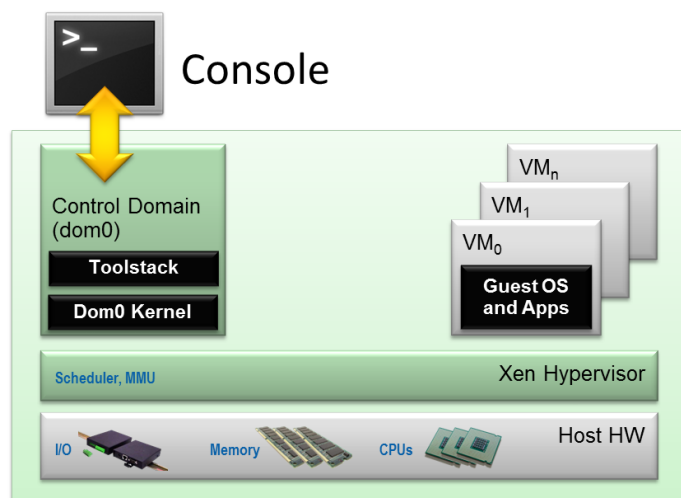 >_
Console
Control Domain
(dom0)
Toolstack
Dom0 Kernel
VMn
VM1
VM0
Guest OS
and Apps
Scheduler, MMU
Xen Hypervisor
I/O
Memory
CPUs
Host HW